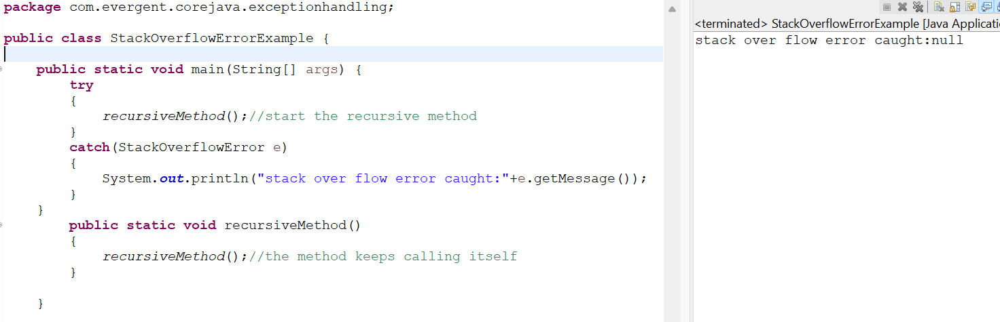 package com.evergent.corejava.exceptionhandling;
public class StackOverflowErrorExample {
public static void main(String[] args) {
try
{
recursiveMethod();//start the recursive method
}
catch(StackOverflowError e)
{
System.out.println("stack over flow error caught:"+e.getMessage());
}
}
public static void recursiveMethod()
{
recursiveMethod();//the method keeps calling itself
}
}
<terminated> StackOverflowErrorExample [Java Applicati
stack over flow error caught:null